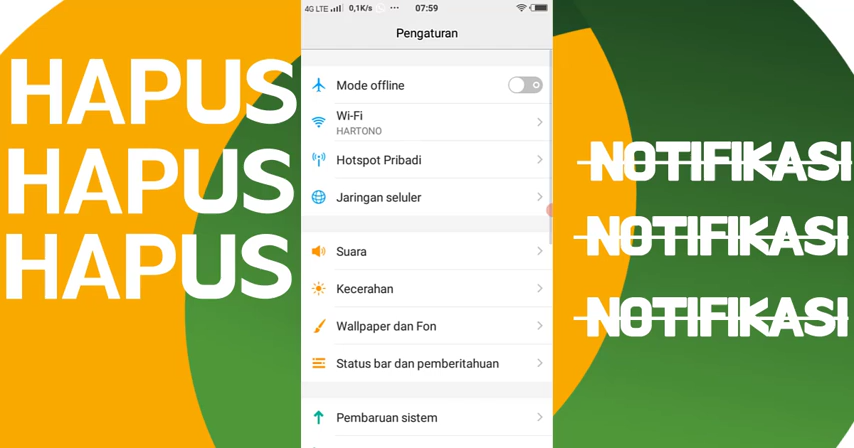 HAPUS
HAPUS
HAPUS
4G LTE 0,1K/s ... 07:59
Pengaturan
Mode offline
Wi-Fi
HARTONO
Hotspot Pribadi
Jaringan seluler
Suara
Kecerahan
Wallpaper dan Fon
Status bar dan pemberitahuan
Pembaruan sistem
NOTIFIKASI
NOTIFIKASI
NOTIFIKASI